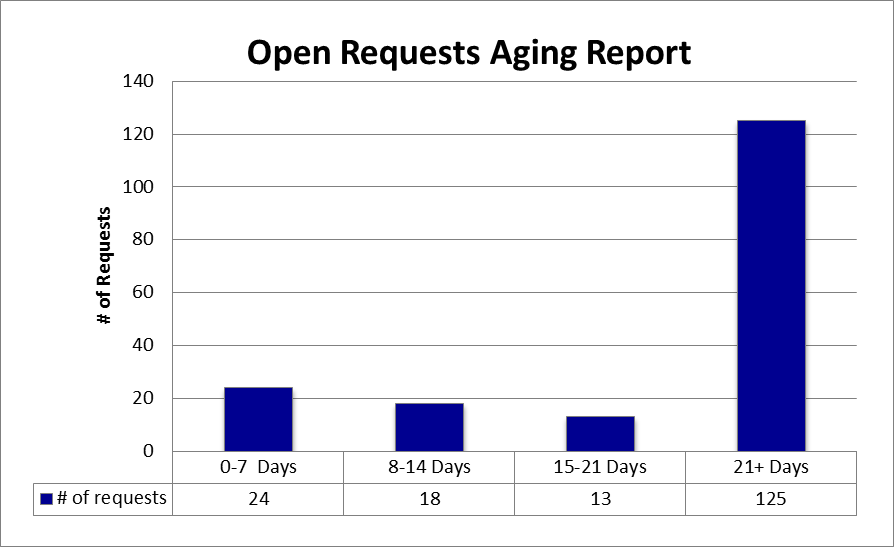 Open Requests Aging Report
140
120
100
80
60
40
20
0
# of Requests
0-7 Days 8-14 Days 15-21 Days 21+ Days
# of requests 24 18 13 125